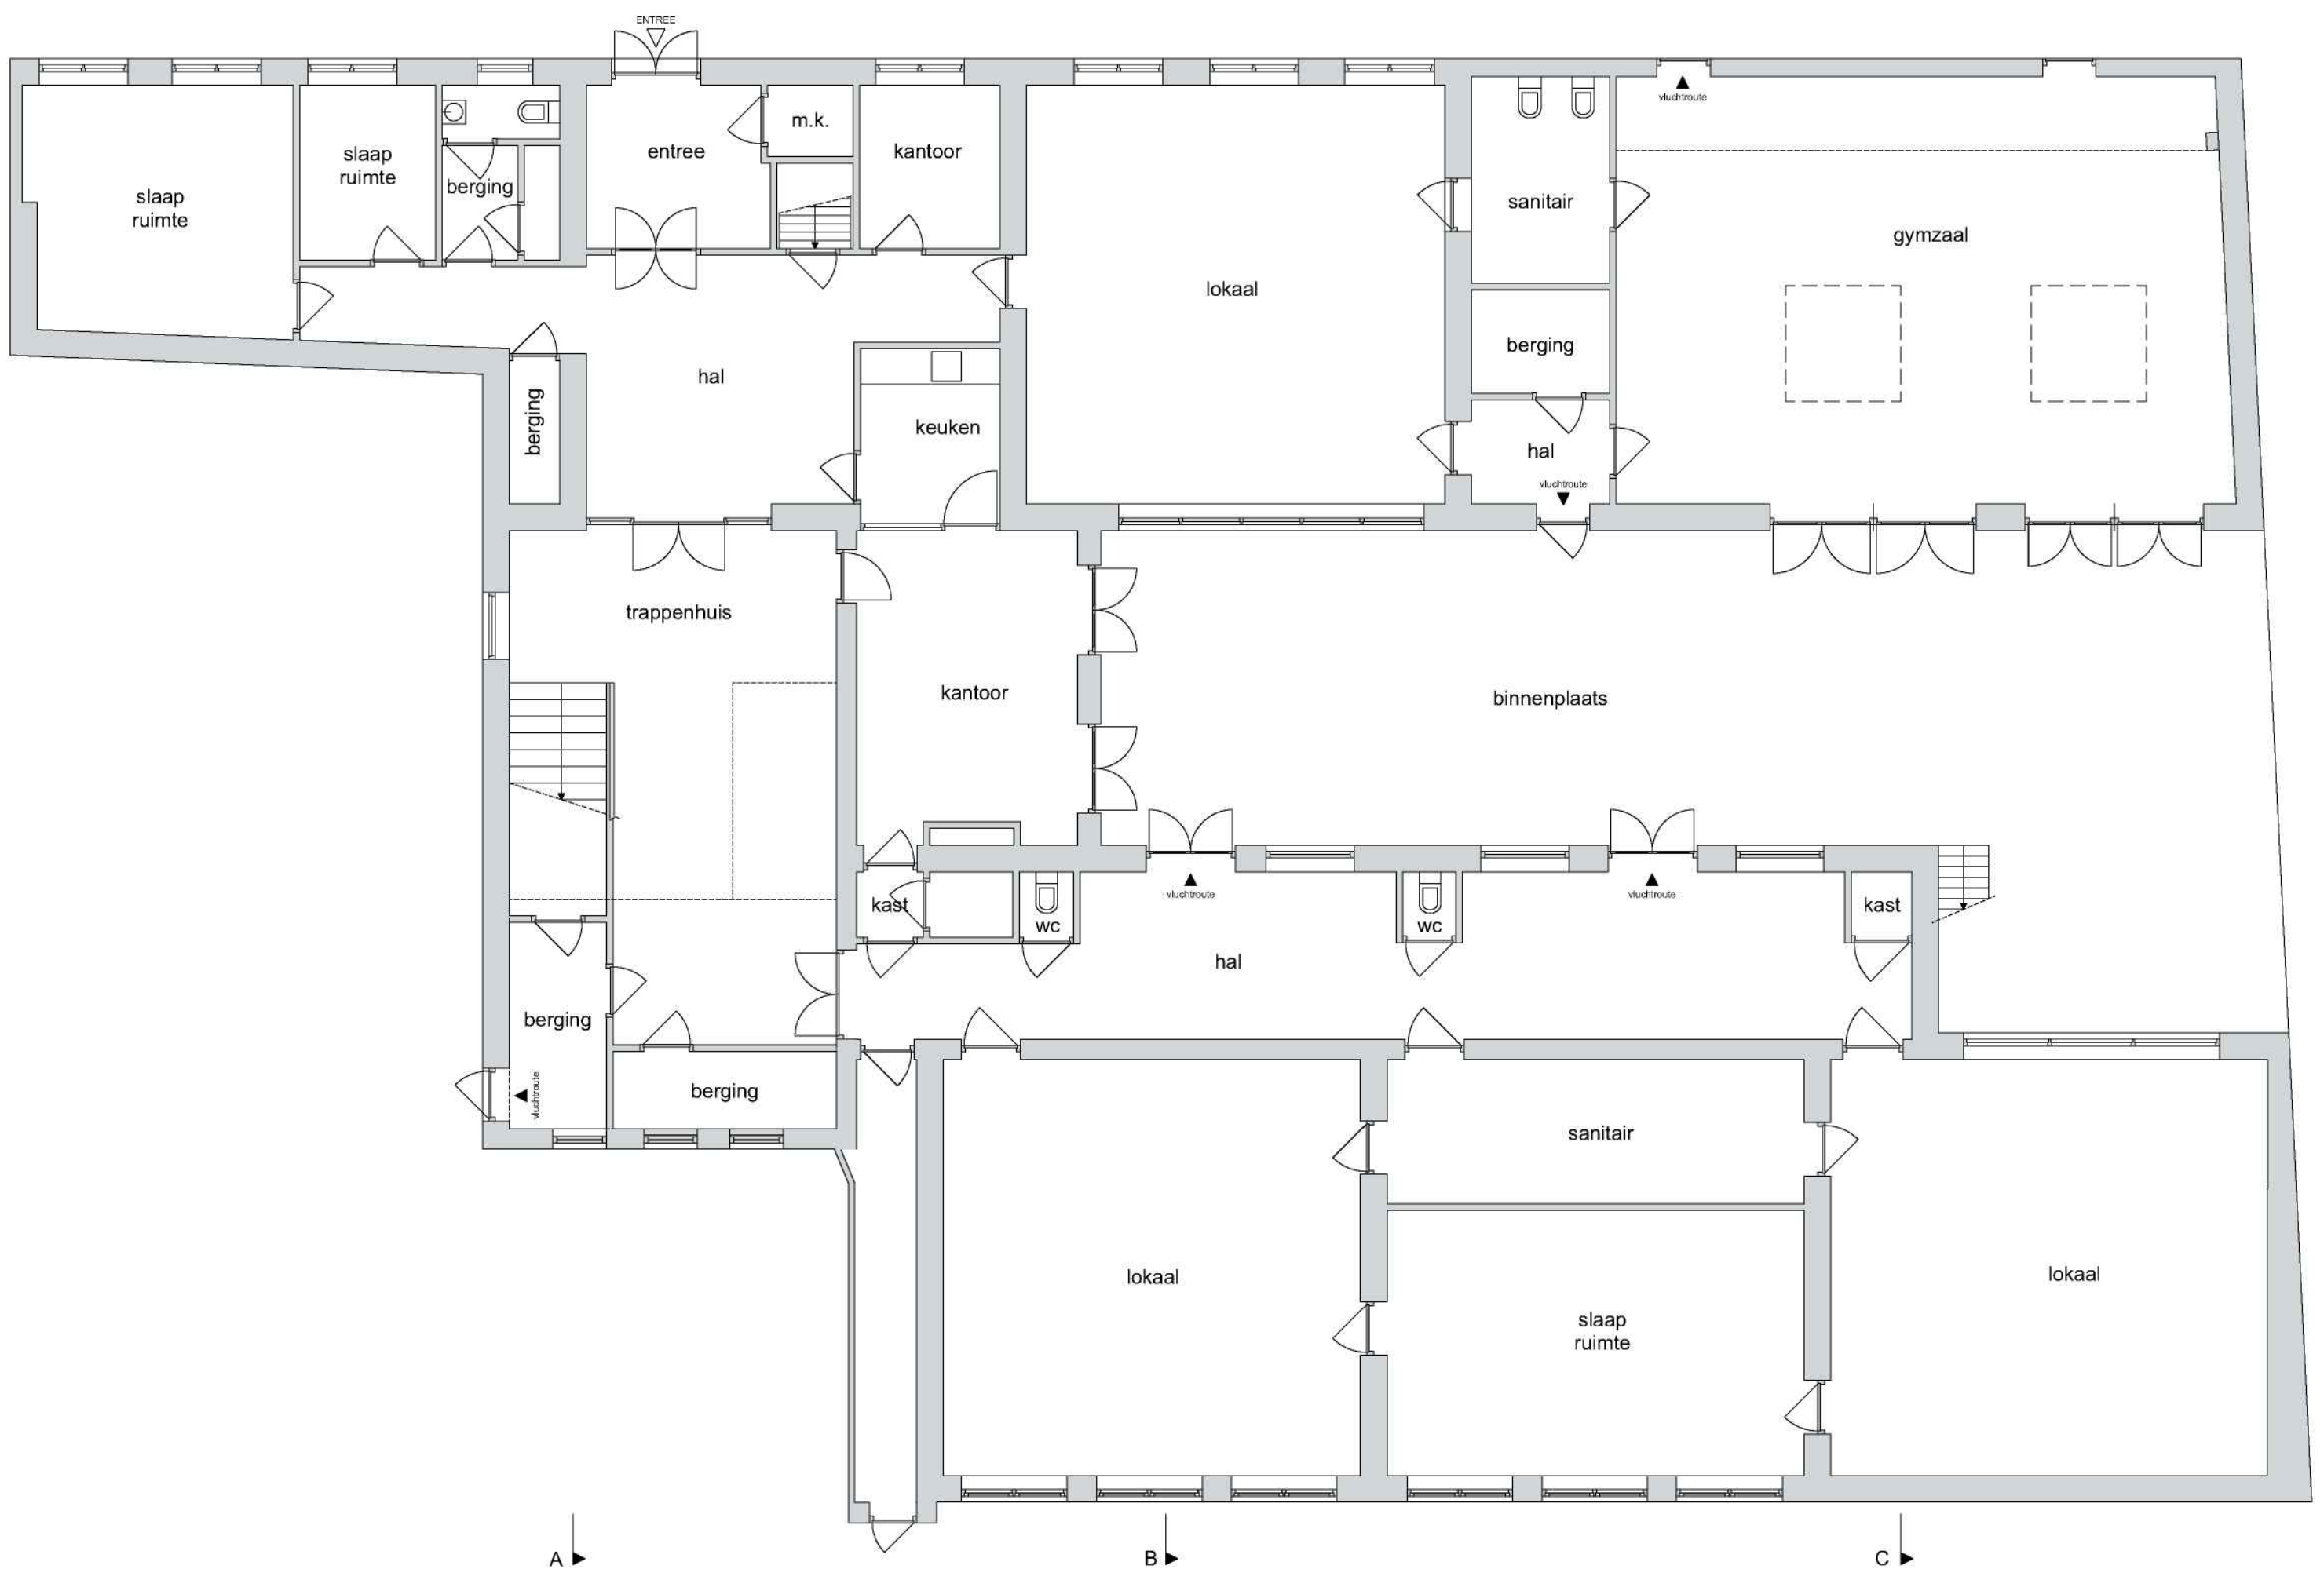 ENTREE
vluchtroute
m.k.
slaap
ruimte
entree
kantoor
berging
slaap
ruimte
sanitair
gymzaal
lokaal
berging
hal
berging
keuken
hal
vluchtroute
trappenhuis
kantoor
binnenplaats
vluchtroute
vluchtroute
kast
wc
wc
kast
hal
berging
vluchtroute
berging
sanitair
lokaal
slaap
ruimte
lokaal
A
B
C